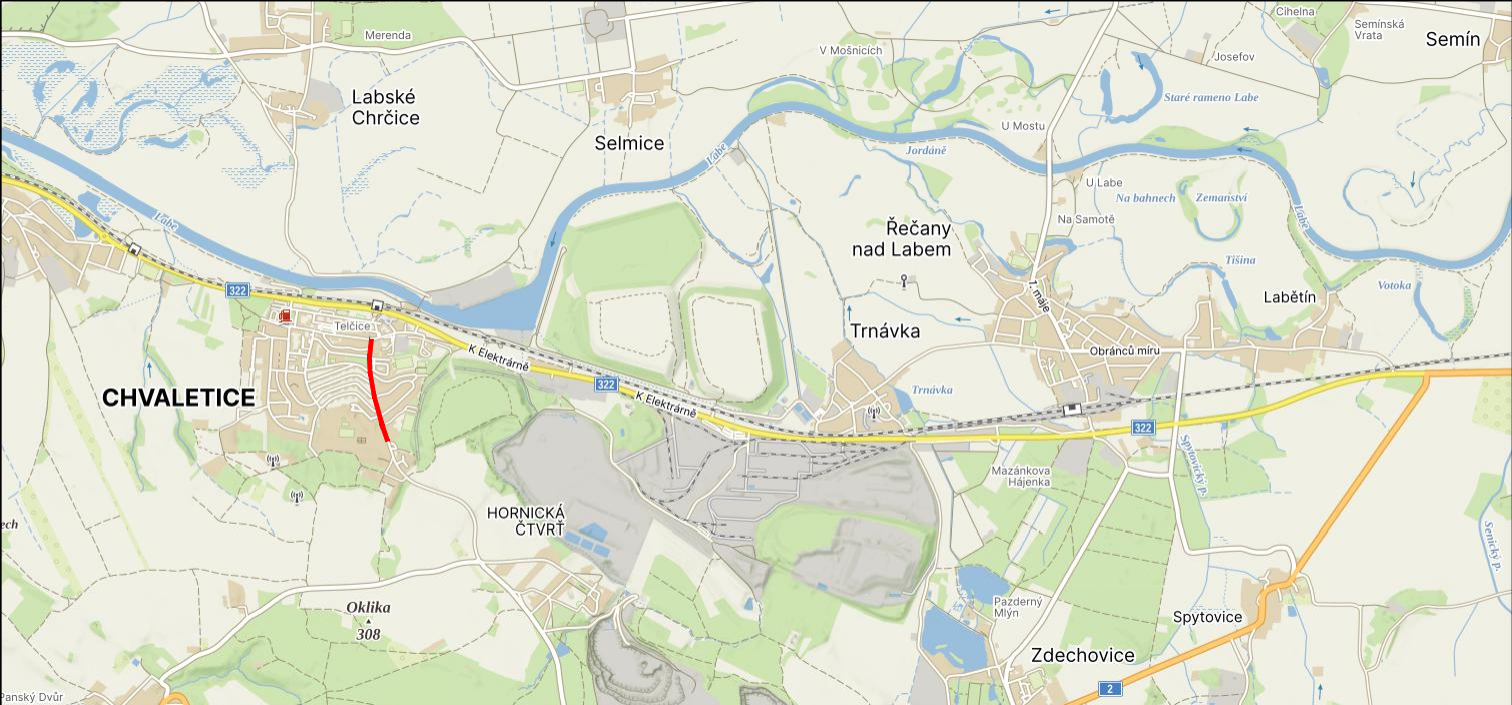 Merenda
V Mošnicích
Cihelna
Semínská
Vrata
Semín
Josefov
Labské
Chrčice
Staré rameno Labe
Selmice
U Mostu
Labe
Jordáně
U Labe
Na bahnech
Zemanství
Labe
Na Samotě
Labe
Řečany
nad Labem
Tišina
322
Votoka
Labětín
1. máje
Telčice
Trnávka
K Elektrárně
Obránců míru
322
Trnávka
CHVALETICE
K Elektrárně
322
Spytovický p.
Mazánkova
Hájenka
HORNICKÁ
ČTVRŤ
ech
Senický p.
Oklika
308
Pazderný
Mlýn
Spytovice
Zdechovice
Panský Dvůr
2